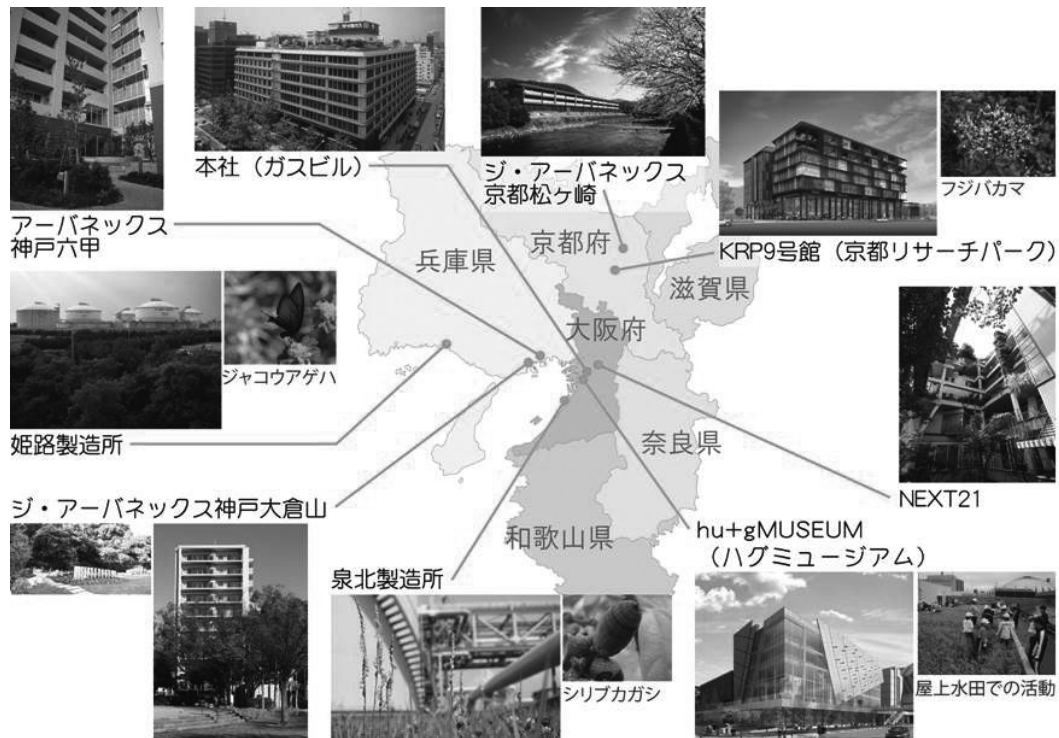 本社（ガスビル）
ジ・アーバネックス
京都松ヶ崎
フジバカマ
KRP9号館（京都リサーチパーク）
アーバネックス
神戸六甲
兵庫県
京都府
滋賀県
大阪府
ジャコウアゲハ
姫路製造所
奈良県
NEXT21
ジ・アーバネックス神戸大倉山
和歌山県
hu+gMUSEUM
（ハグミュージアム）
泉北製造所
シリブカガシ
屋上水田での活動